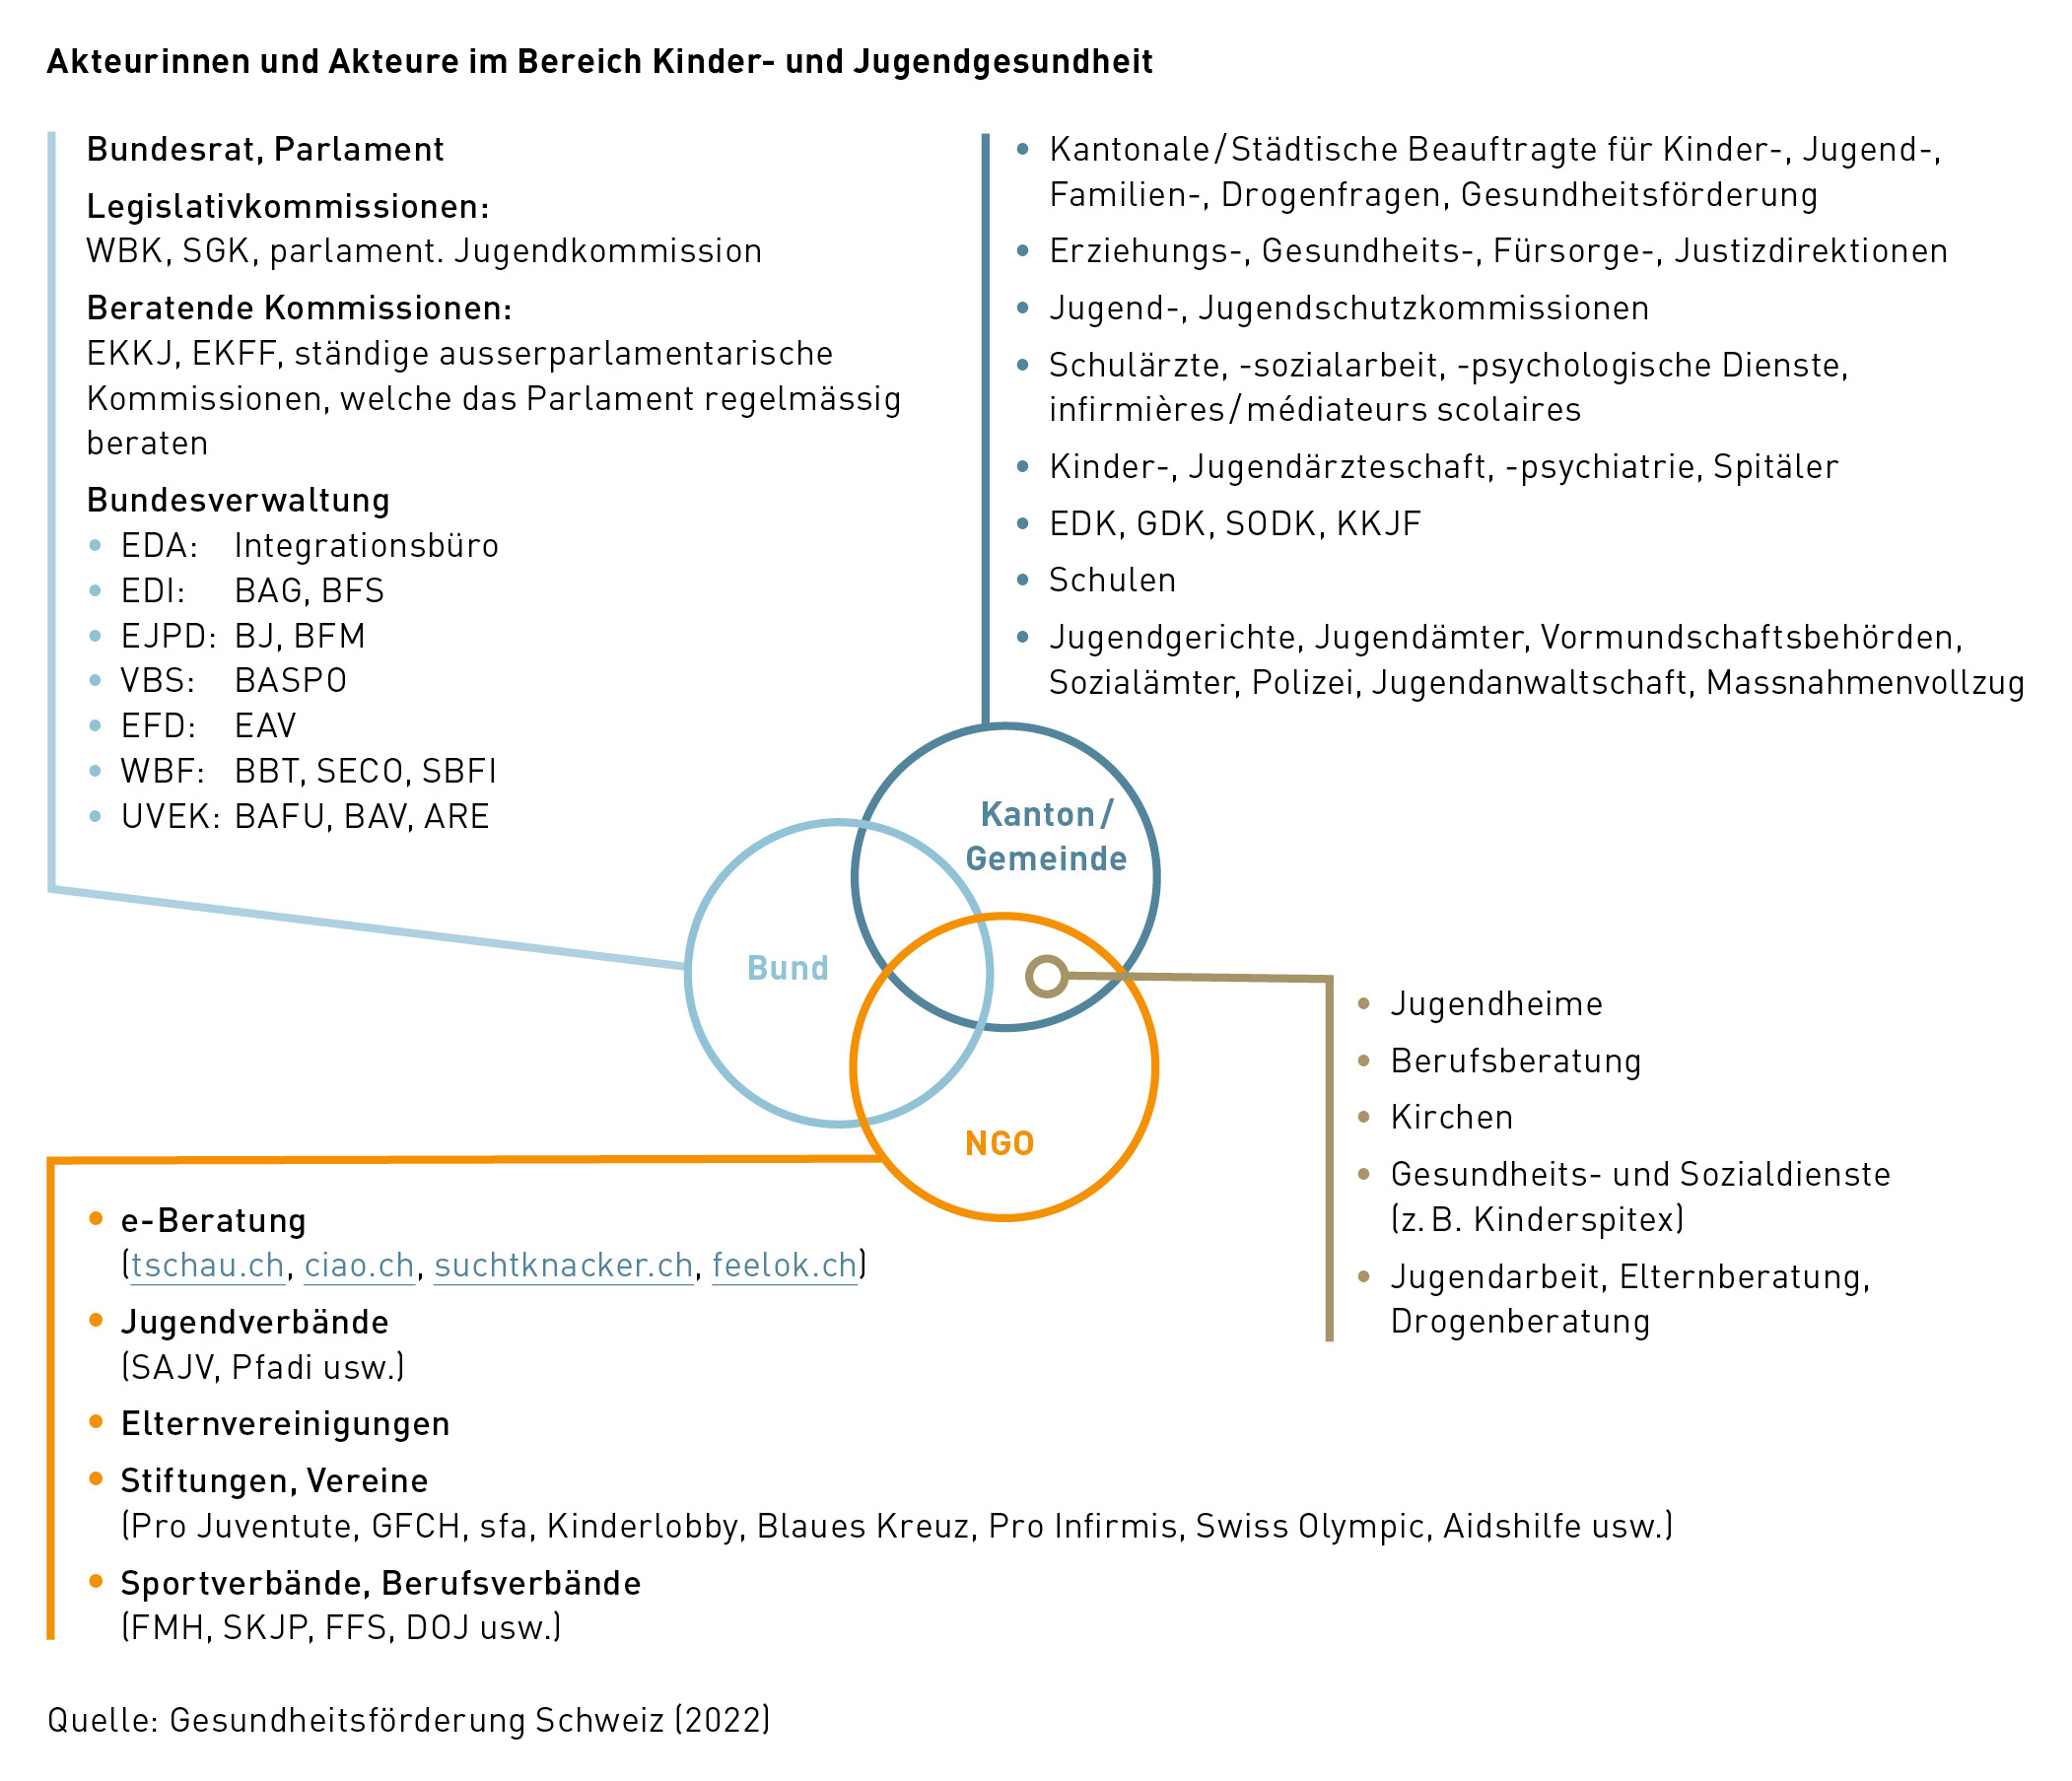 Akteurinnen und Akteure im Bereich Kinder- und Jugendgesundheit
Bundesrat, Parlament
Legislativkommissionen:
WBK, SGK, parlament. Jugendkommission
Beratende Kommissionen:
EKKJ, EKFF, ständige ausserparlamentarische
Kommissionen, welche das Parlament regelmässig
beraten
Bundesverwaltung
• EDA: Integrationsbüro
• EDI: BAG, BFS
• EJPD: BJ, BFM
• VBS: BASPO
• EFD: EAV
• WBF: BBT, SECO, SBFI
• UVEK: BAFU, BAV, ARE
• Kantonale/Städtische Beauftragte für Kinder-, Jugend-,
Familien-, Drogenfragen, Gesundheitsförderung
• Erziehungs-, Gesundheits-, Fürsorge-, Justizdirektionen
• Jugend-, Jugendschutzkommissionen
• Schulärzte, -sozialarbeit, -psychologische Dienste,
infirmières/médiateurs scolaires
• Kinder-, Jugendärzteschaft, -psychiatrie, Spitäler
• EDK, GDK, SODK, KKJF
• Schulen
• Jugendgerichte, Jugendämter, Vormundschaftsbehörden,
Sozialämter, Polizei, Jugendanwaltschaft, Massnahmenvollzug
Kanton/
Gemeinde
Bund
NGO
• Jugendheime
• Berufsberatung
• Kirchen
• Gesundheits- und Sozialdienste
(z. B. Kinderspitex)
• Jugendarbeit, Elternberatung,
Drogenberatung
• e-Beratung
(tschau.ch, ciao.ch, suchtknacker.ch, feelok.ch)
• Jugendverbände
(SAJV, Pfadi usw.)
• Elternvereinigungen
• Stiftungen, Vereine
(Pro Juventute, GFCH, sfa, Kinderlobby, Blaues Kreuz, Pro Infirmis, Swiss Olympic, Aidshilfe usw.)
• Sportverbände, Berufsverbände
(FMH, SKJP, FFS, DOJ usw.)
Quelle: Gesundheitsförderung Schweiz (2022)